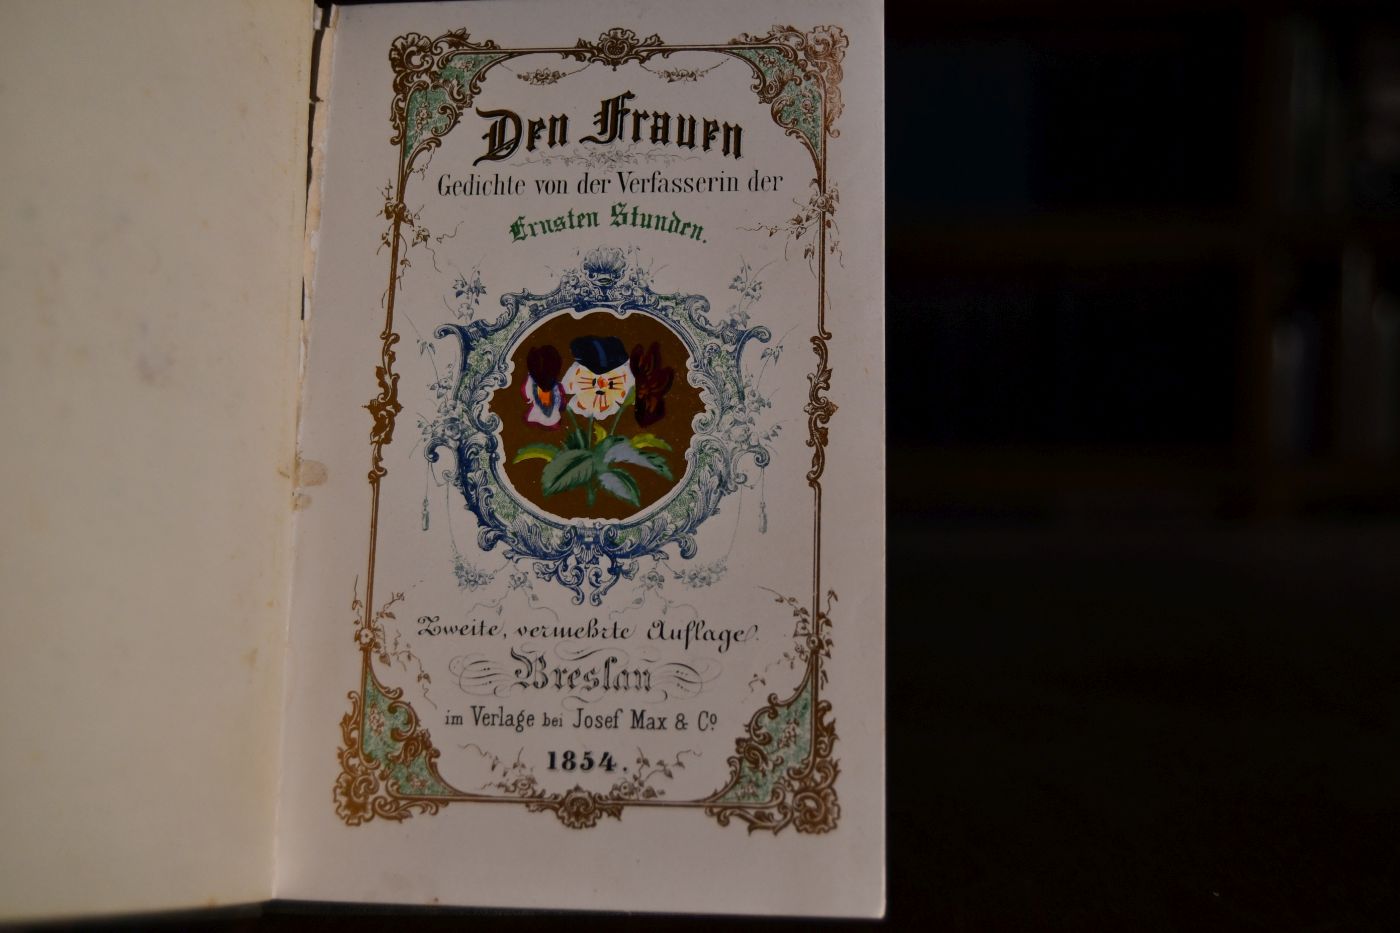 Den Frauen
Gedichte von der Verfasserin der
Ernsten Stunden.
Zweite, vermehrte Auflage.
Breslau
im Verlage bei Josef Max & Co
1854.